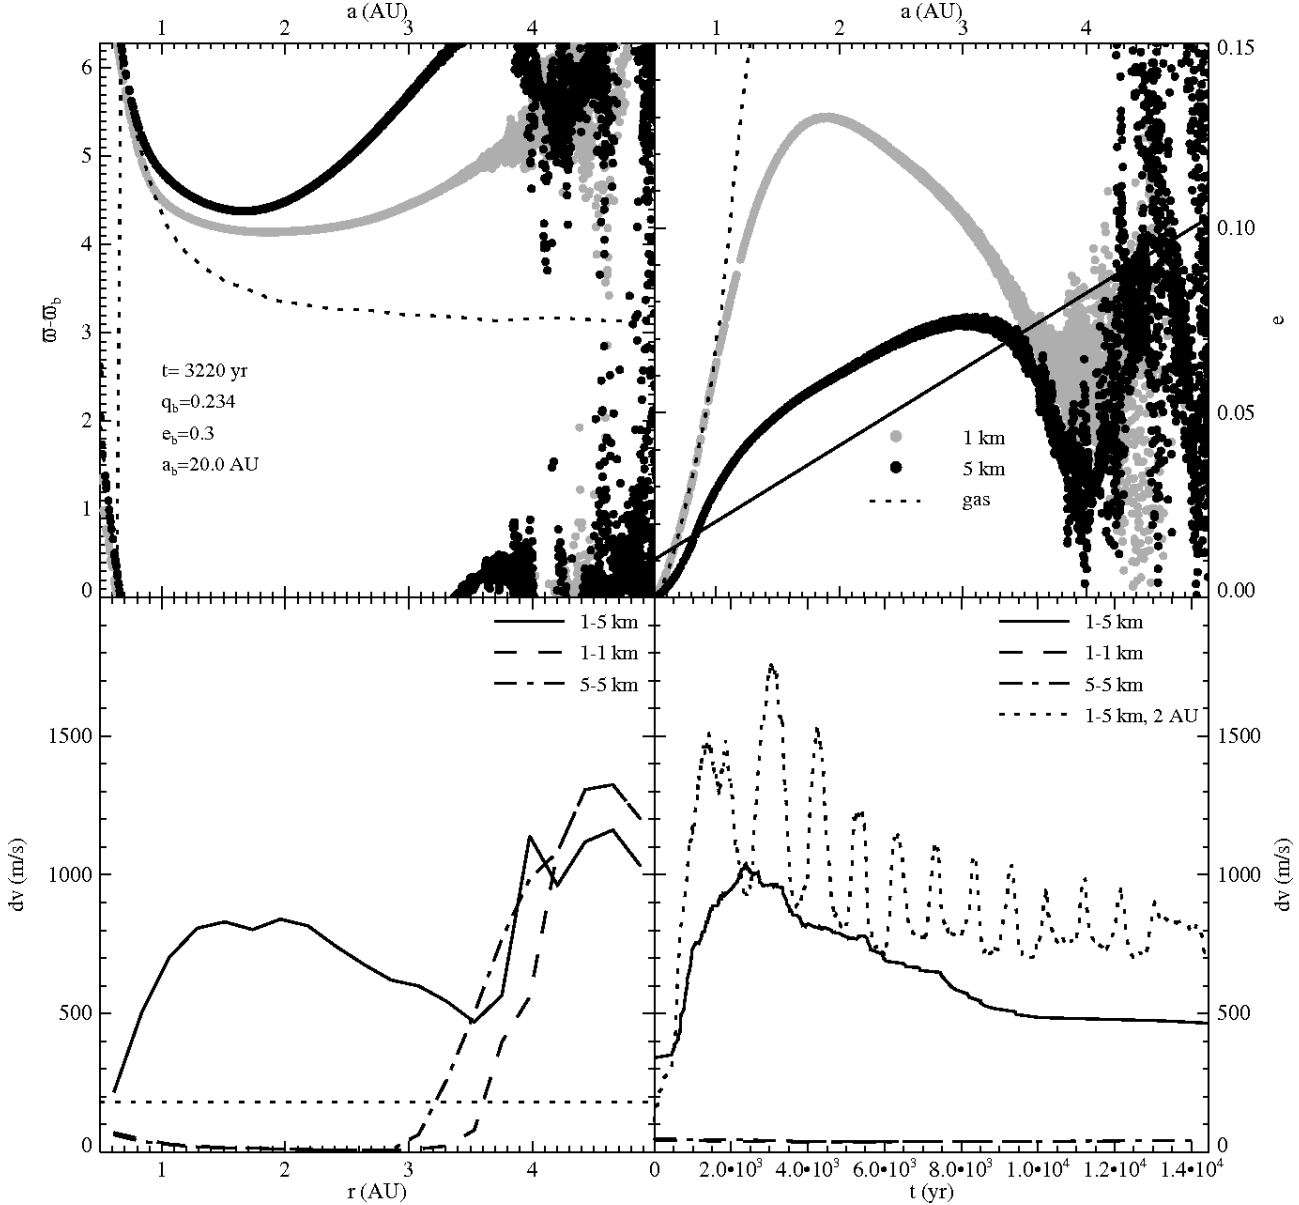 a (AU)
a (AU)
1 2 3 4
1 2 3 4
6
5
4
3
2
1
0
ϖ-ϖb
t= 3220 yr
qb=0.234
eb=0.3
ab=20.0 AU
0.15
0.10
0.05
0.00
e
1 km
5 km
gas
1-5 km
1-1 km
5-5 km
1500
1000
500
0
dv (m/s)
1 2 3 4
r (AU)
1-5 km
1-1 km
5-5 km
1-5 km, 2 AU
1500
1000
500
0
dv (m/s)
0 2.0•10³ 4.0•10³ 6.0•10³ 8.0•10³ 1.0•10⁴ 1.2•10⁴ 1.4•10⁴
t (yr)